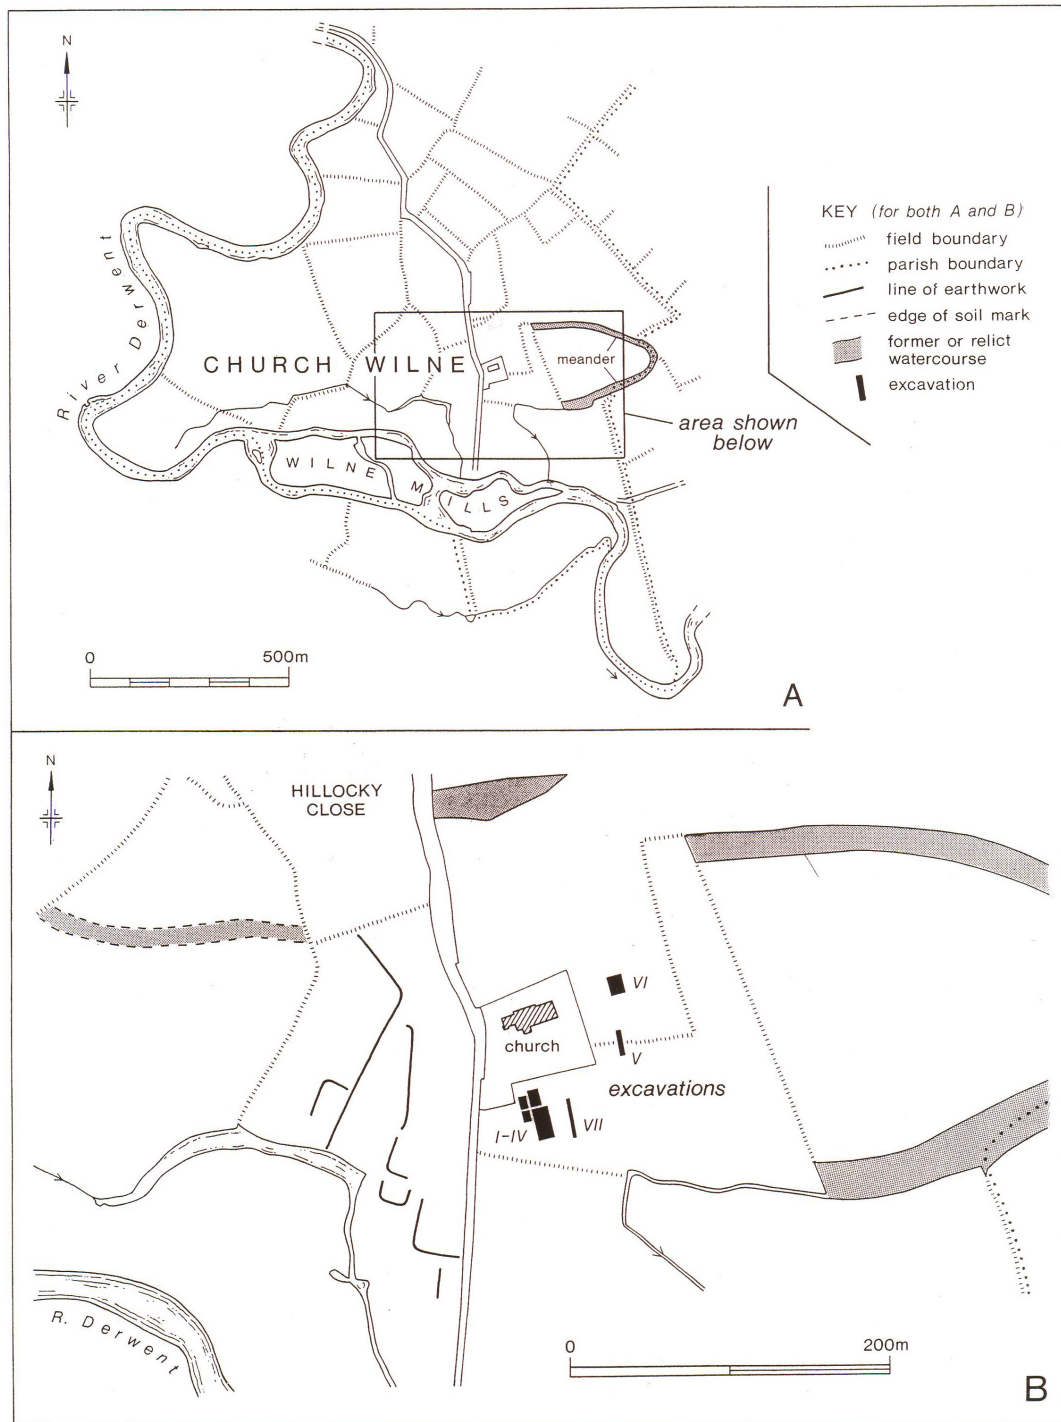 N
River Derwent
CHURCH WILNE
meander
WILNE MILLS
area shown
below
KEY (for both A and B)
field boundary
parish boundary
line of earthwork
edge of soil mark
former or relict
watercourse
excavation
0 500m
A
N
HILLOCKY
CLOSE
church
VI
V
excavations
I-IV
VII
R. Derwent
0 200m
B